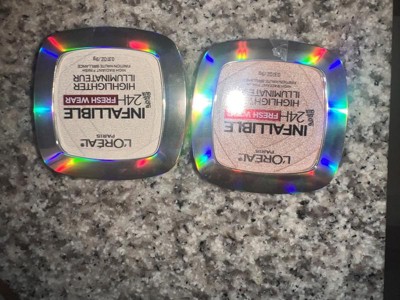 L'ORÉAL
PARIS
INFALLIBLE
24H FRESH WEAR
HIGHLIGHTER
ILLUMINATEUR
L'ORÉAL
PARIS
INFALLIBLE
24H FRESH WEAR
HIGHLIGHTER
ILLUMINATEUR